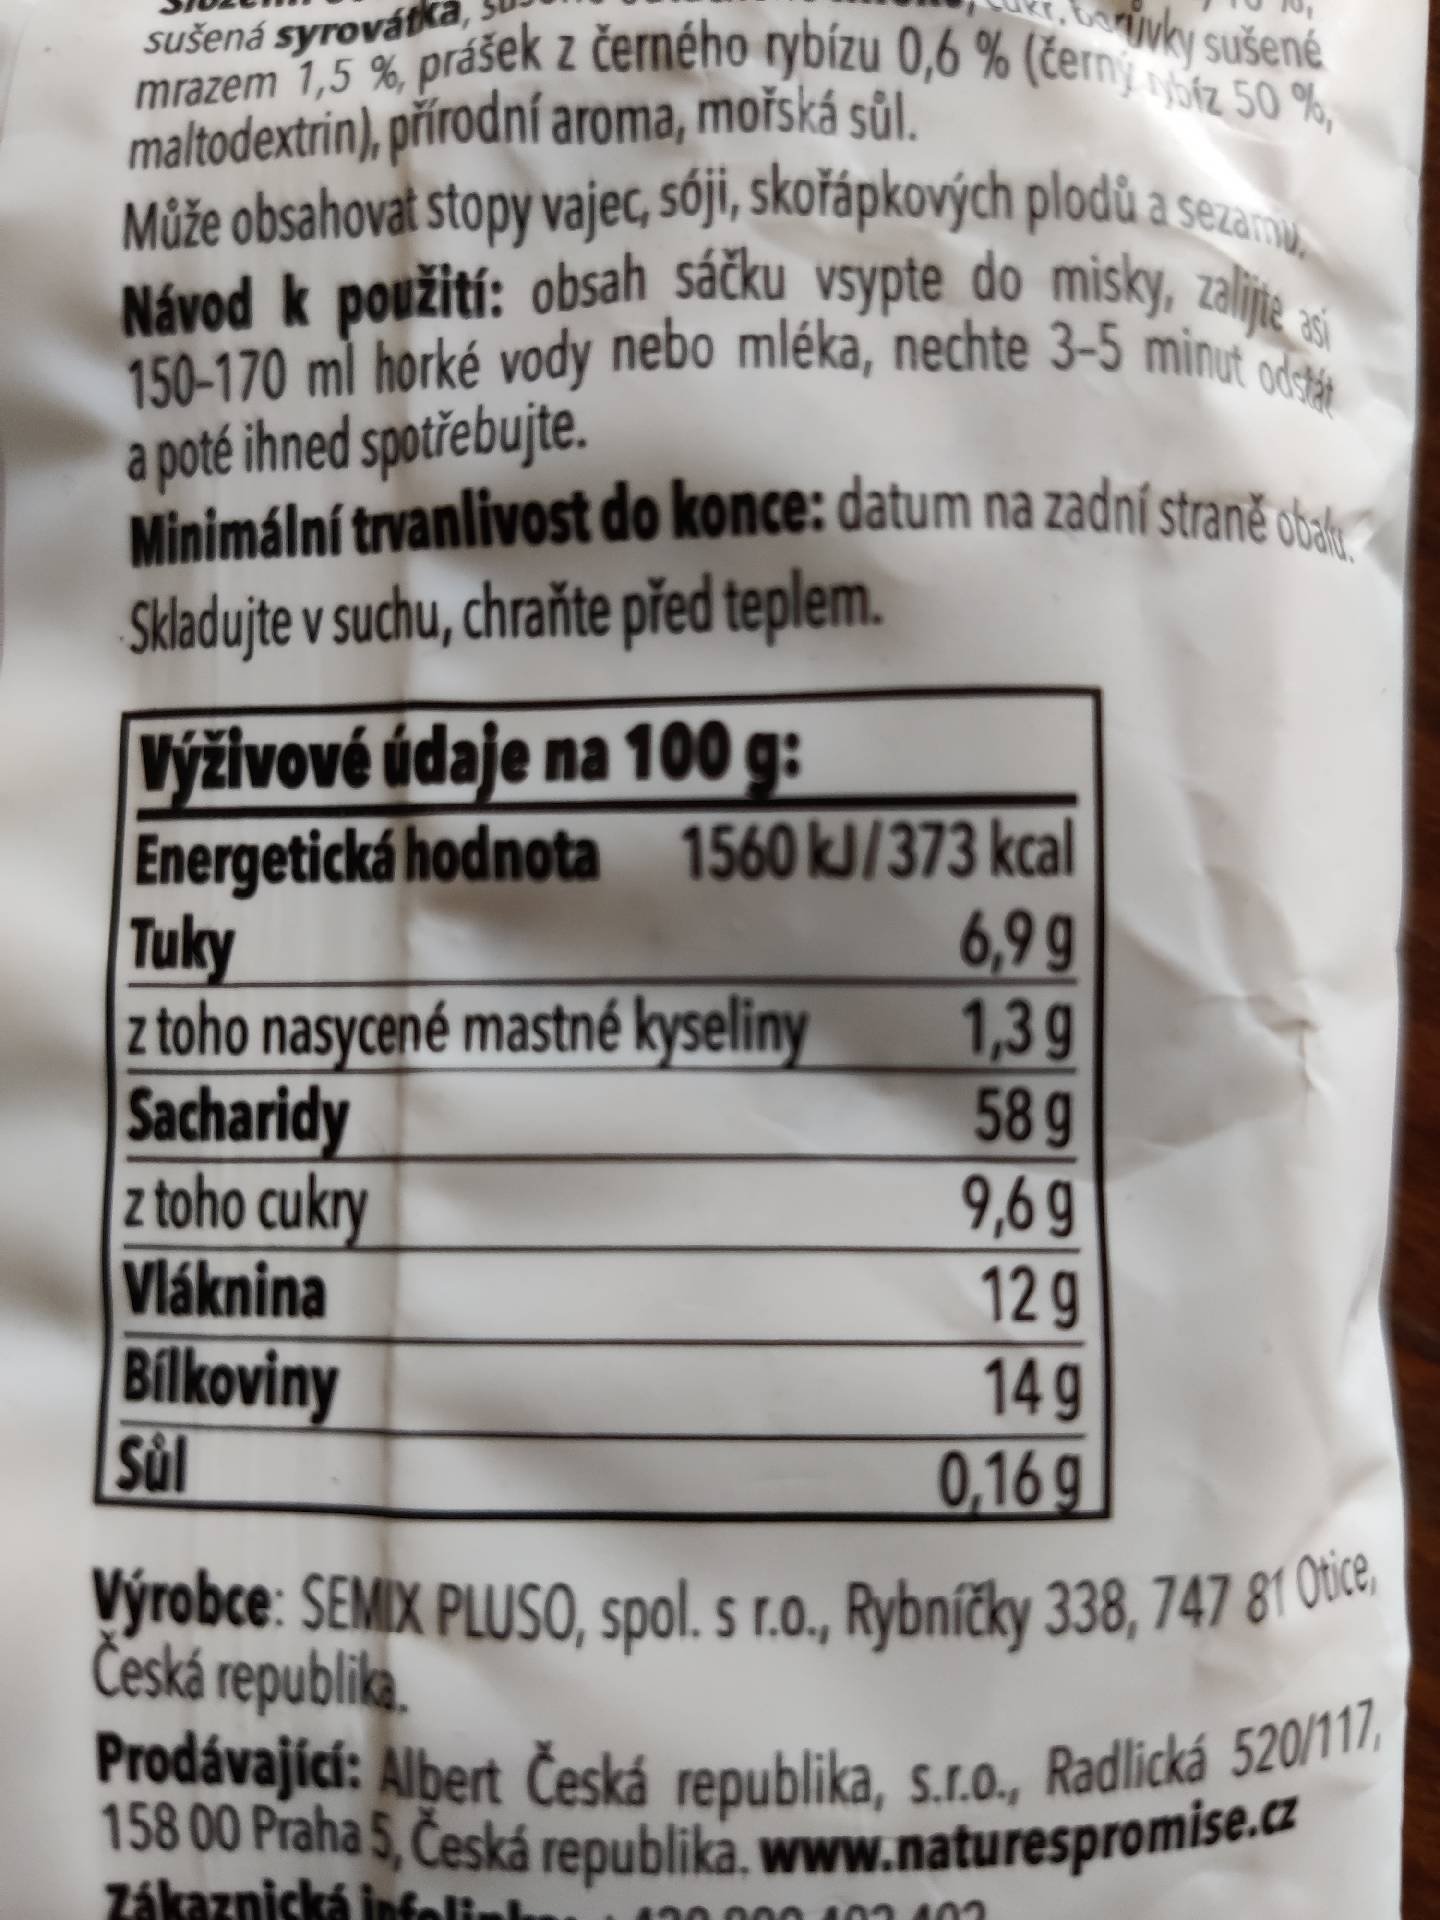 sušená syrovátka,
borůvky sušené
mrazem 1,5 %, prášek z černého rybízu 0,6 % (černý rybíz 50 %,
maltodextrin), přírodní aroma, mořská sůl.
Může obsahovat stopy vajec, sóji, skořápkových plodů a sezamu.
Návod k použití: obsah sáčku vsypte do misky, zalijte asi
150-170 ml horké vody nebo mléka, nechte 3-5 minut odstát
a poté ihned spotřebujte.
Minimální trvanlivost do konce: datum na zadní straně obalu.
Skladujte v suchu, chraňte před teplem.
Výživové údaje na 100 g:
Energetická hodnota 1560 kJ/373 kcal
Tuky 6,9 g
z toho nasycené mastné kyseliny 1,3 g
Sacharidy 58 g
z toho cukry 9,6 g
Vláknina 12 g
Bílkoviny 14 g
Sůl 0,16 g
Výrobce: SEMIX PLUSO, spol. s r.o., Rybníčky 338, 747 81 Otice,
Česká republika.
Prodávající: Albert Česká republika, s.r.o., Radlická 520/117,
158 00 Praha 5, Česká republika. www.naturespromise.cz
Zákaznická